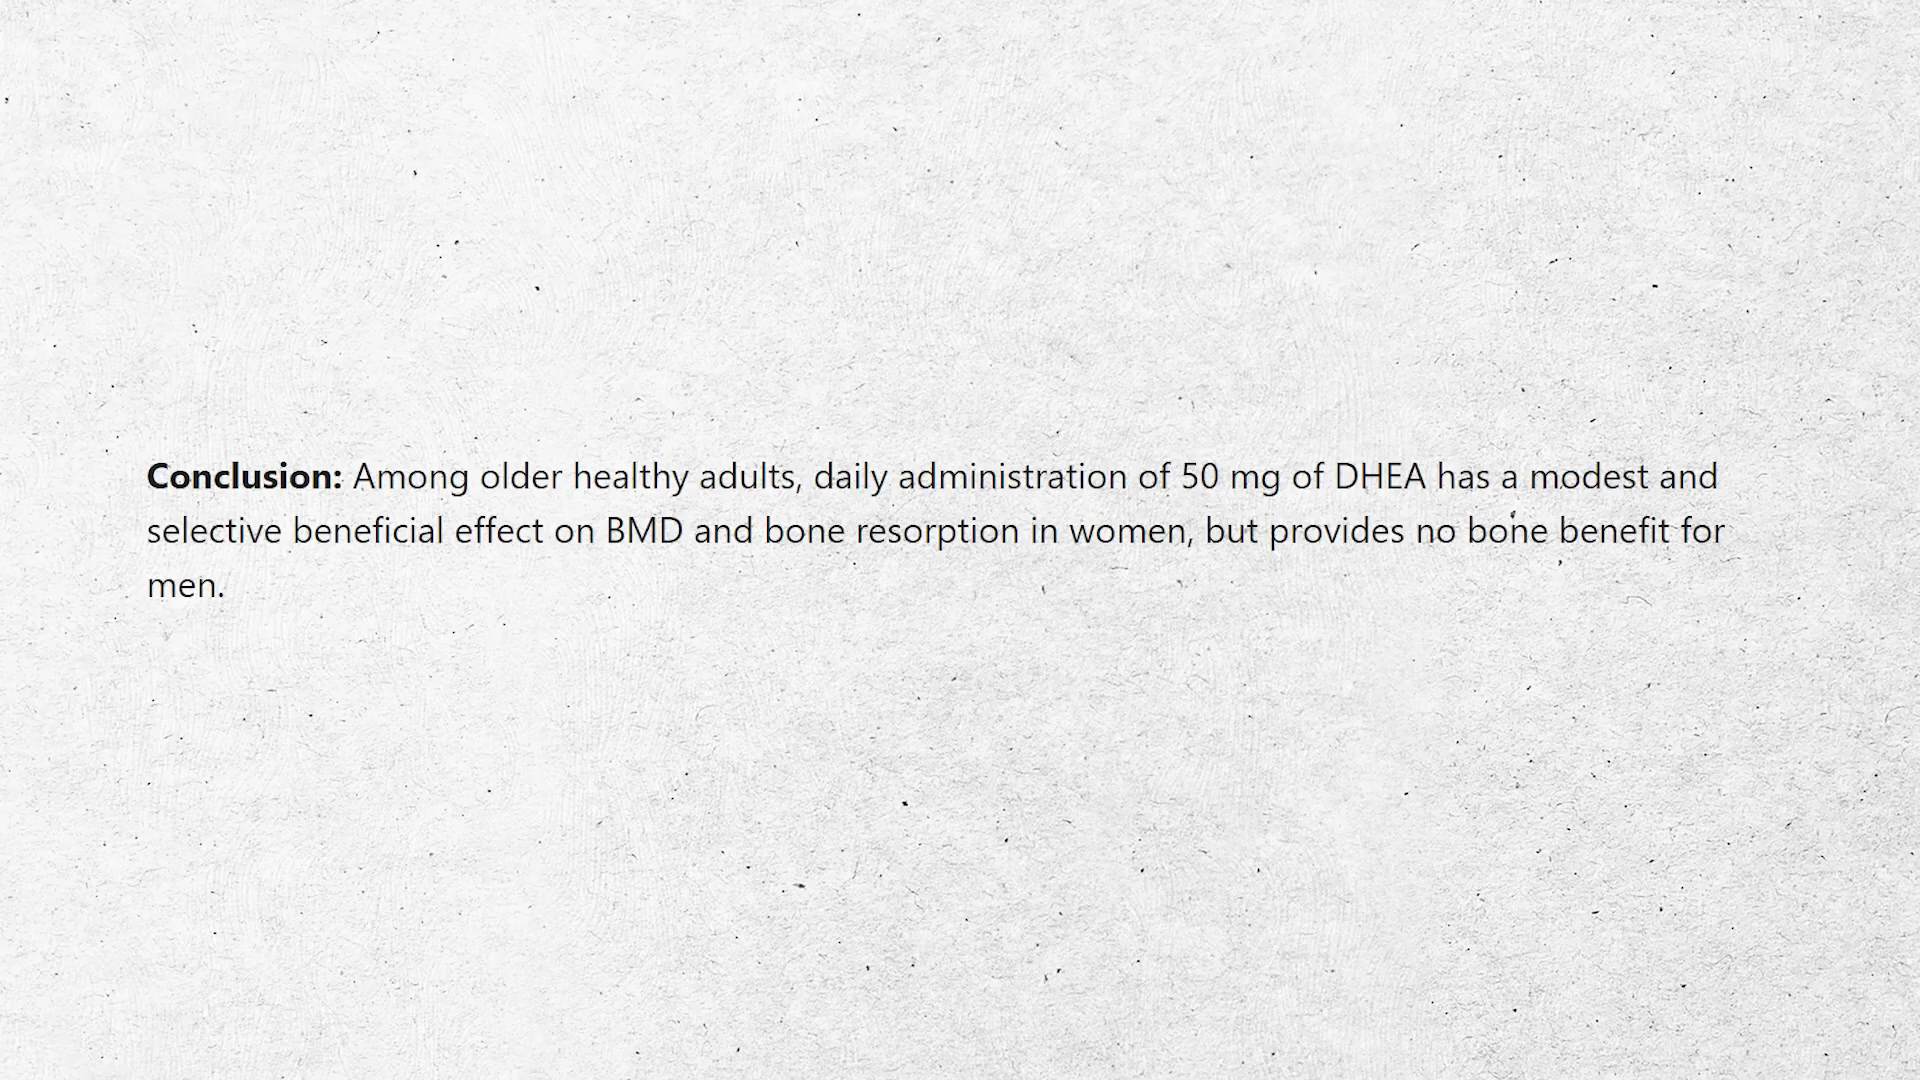 Conclusion: Among older healthy adults, daily administration of 50 mg of DHEA has a modest and
selective beneficial effect on BMD and bone resorption in women, but provides no bone benefit for
men.